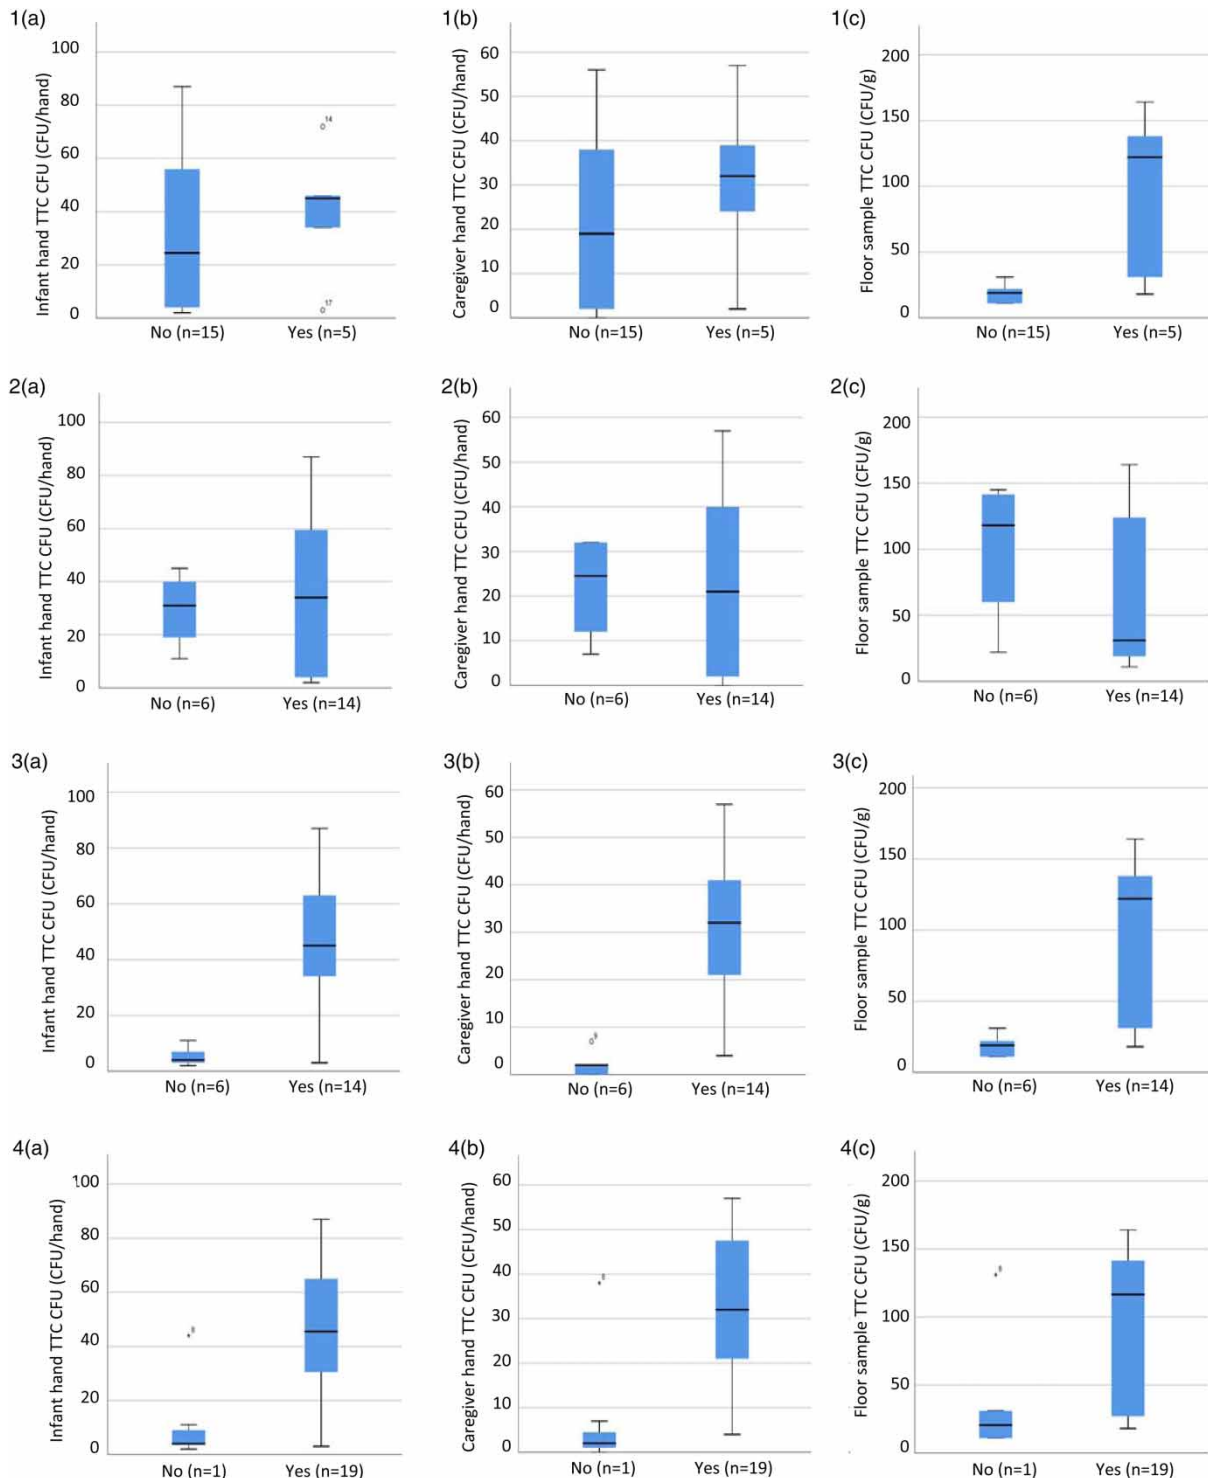 1(a)
Infant hand TTC CFU (CFU/hand)
100
80
60
40
20
0
14
17
No (n=15)
Yes (n=5)
1(b)
Caregiver hand TTC CFU (CFU/hand)
60
50
40
30
20
10
0
No (n=15)
Yes (n=5)
1(c)
Floor sample TTC CFU (CFU/g)
200
150
100
50
0
No (n=15)
Yes (n=5)
2(a)
Infant hand TTC CFU (CFU/hand)
100
80
60
40
20
0
No (n=6)
Yes (n=14)
2(b)
Caregiver hand TTC CFU (CFU/hand)
60
50
40
30
20
10
0
No (n=6)
Yes (n=14)
2(c)
Floor sample TTC CFU (CFU/g)
200
150
100
50
0
No (n=6)
Yes (n=14)
3(a)
Infant hand TTC CFU (CFU/hand)
100
80
60
40
20
0
No (n=6)
Yes (n=14)
3(b)
Caregiver hand TTC CFU (CFU/hand)
60
50
40
30
20
10
0
9
No (n=6)
Yes (n=14)
3(c)
Floor sample TTC CFU (CFU/g)
200
150
100
50
0
No (n=6)
Yes (n=14)
4(a)
Infant hand TTC CFU (CFU/hand)
100
80
60
40
20
0
No (n=1)
Yes (n=19)
4(b)
Caregiver hand TTC CFU (CFU/hand)
60
50
40
30
20
10
0
No (n=1)
Yes (n=19)
4(c)
Floor sample TTC CFU (CFU/g)
200
150
100
50
0
No (n=1)
Yes (n=19)